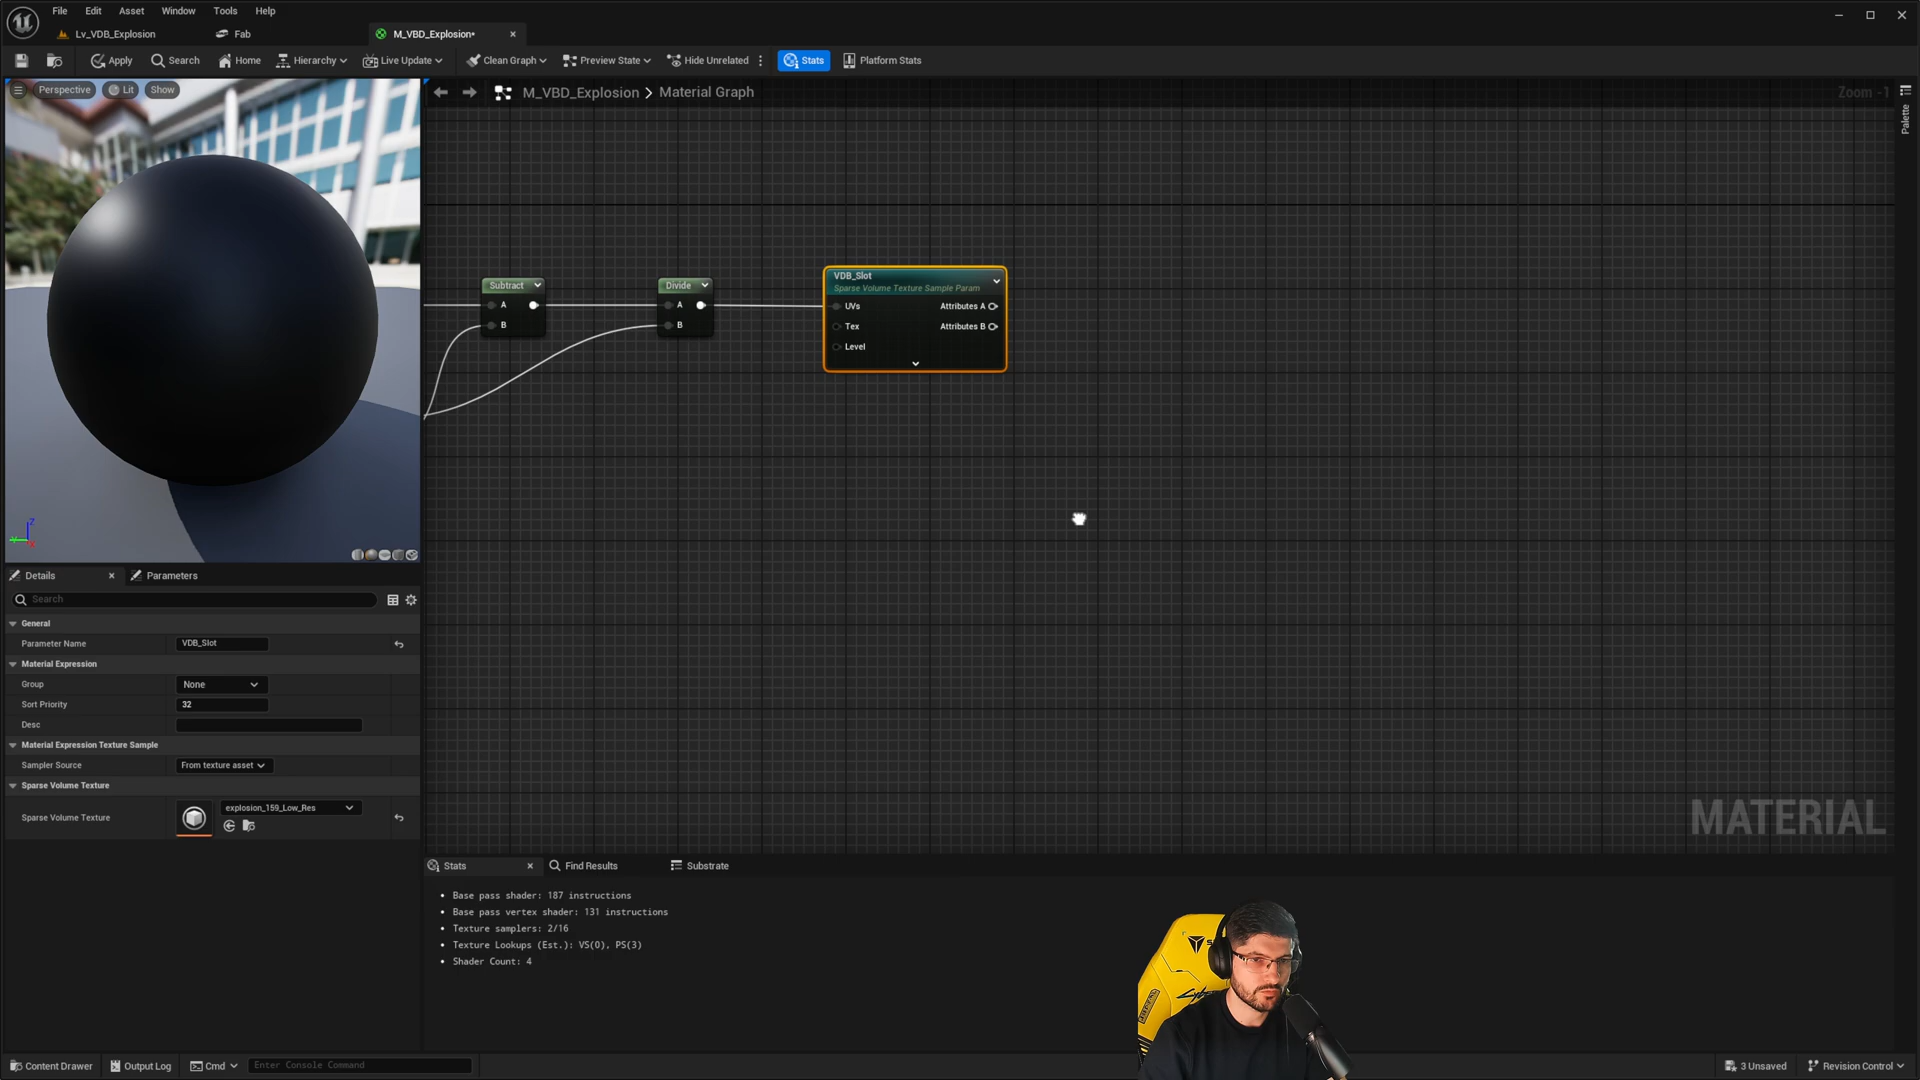 File Edit Asset Window Tools Help
Lv_VDB_Explosion Fab M_VBD_Explosion•
Apply Search Home Hierarchy Live Update Clean Graph Preview State Hide Unrelated Stats Platform Stats
Perspective Lit Show
M_VBD_Explosion > Material Graph
Zoom -1
Palette
Subtract
A
B
Divide
A
B
VDB_Slot
Sparse Volume Texture Sample Param
UVs Attributes A
Tex Attributes B
Level
Z
MATERIAL
Details Parameters
Search
General
Parameter Name VDB_Slot
Material Expression
Group None
Sort Priority 32
Desc
Material Expression Texture Sample
Sampler Source From texture asset
Sparse Volume Texture
Sparse Volume Texture explosion_159_Low_Res
Stats Find Results Substrate
Base pass shader: 187 instructions
Base pass vertex shader: 131 instructions
Texture samplers: 2/16
Texture Lookups (Est.): VS(0), PS(3)
Shader Count: 4
Content Drawer Output Log Cmd Enter Console Command
3 Unsaved Revision Control